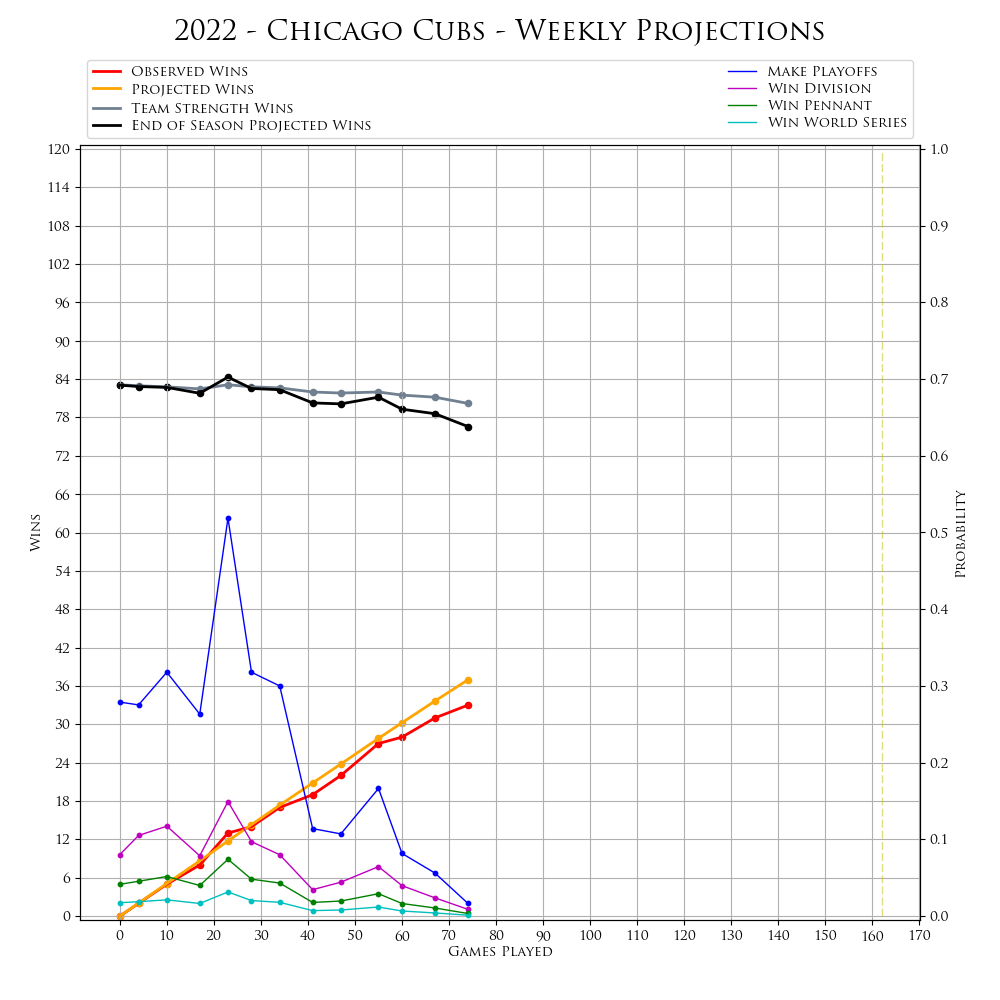 2022 - Chicago Cubs - Weekly Projections
Observed Wins
Projected Wins
Team Strength Wins
End of Season Projected Wins
Make Playoffs
Win Division
Win Pennant
Win World Series
120
114
108
102
96
90
84
78
72
66
60
54
48
42
36
30
24
18
12
6
0
Wins
1.0
0.9
0.8
0.7
0.6
0.5
0.4
0.3
0.2
0.1
0.0
Probability
0 10 20 30 40 50 60 70 80 90 100 110 120 130 140 150 160 170
Games Played